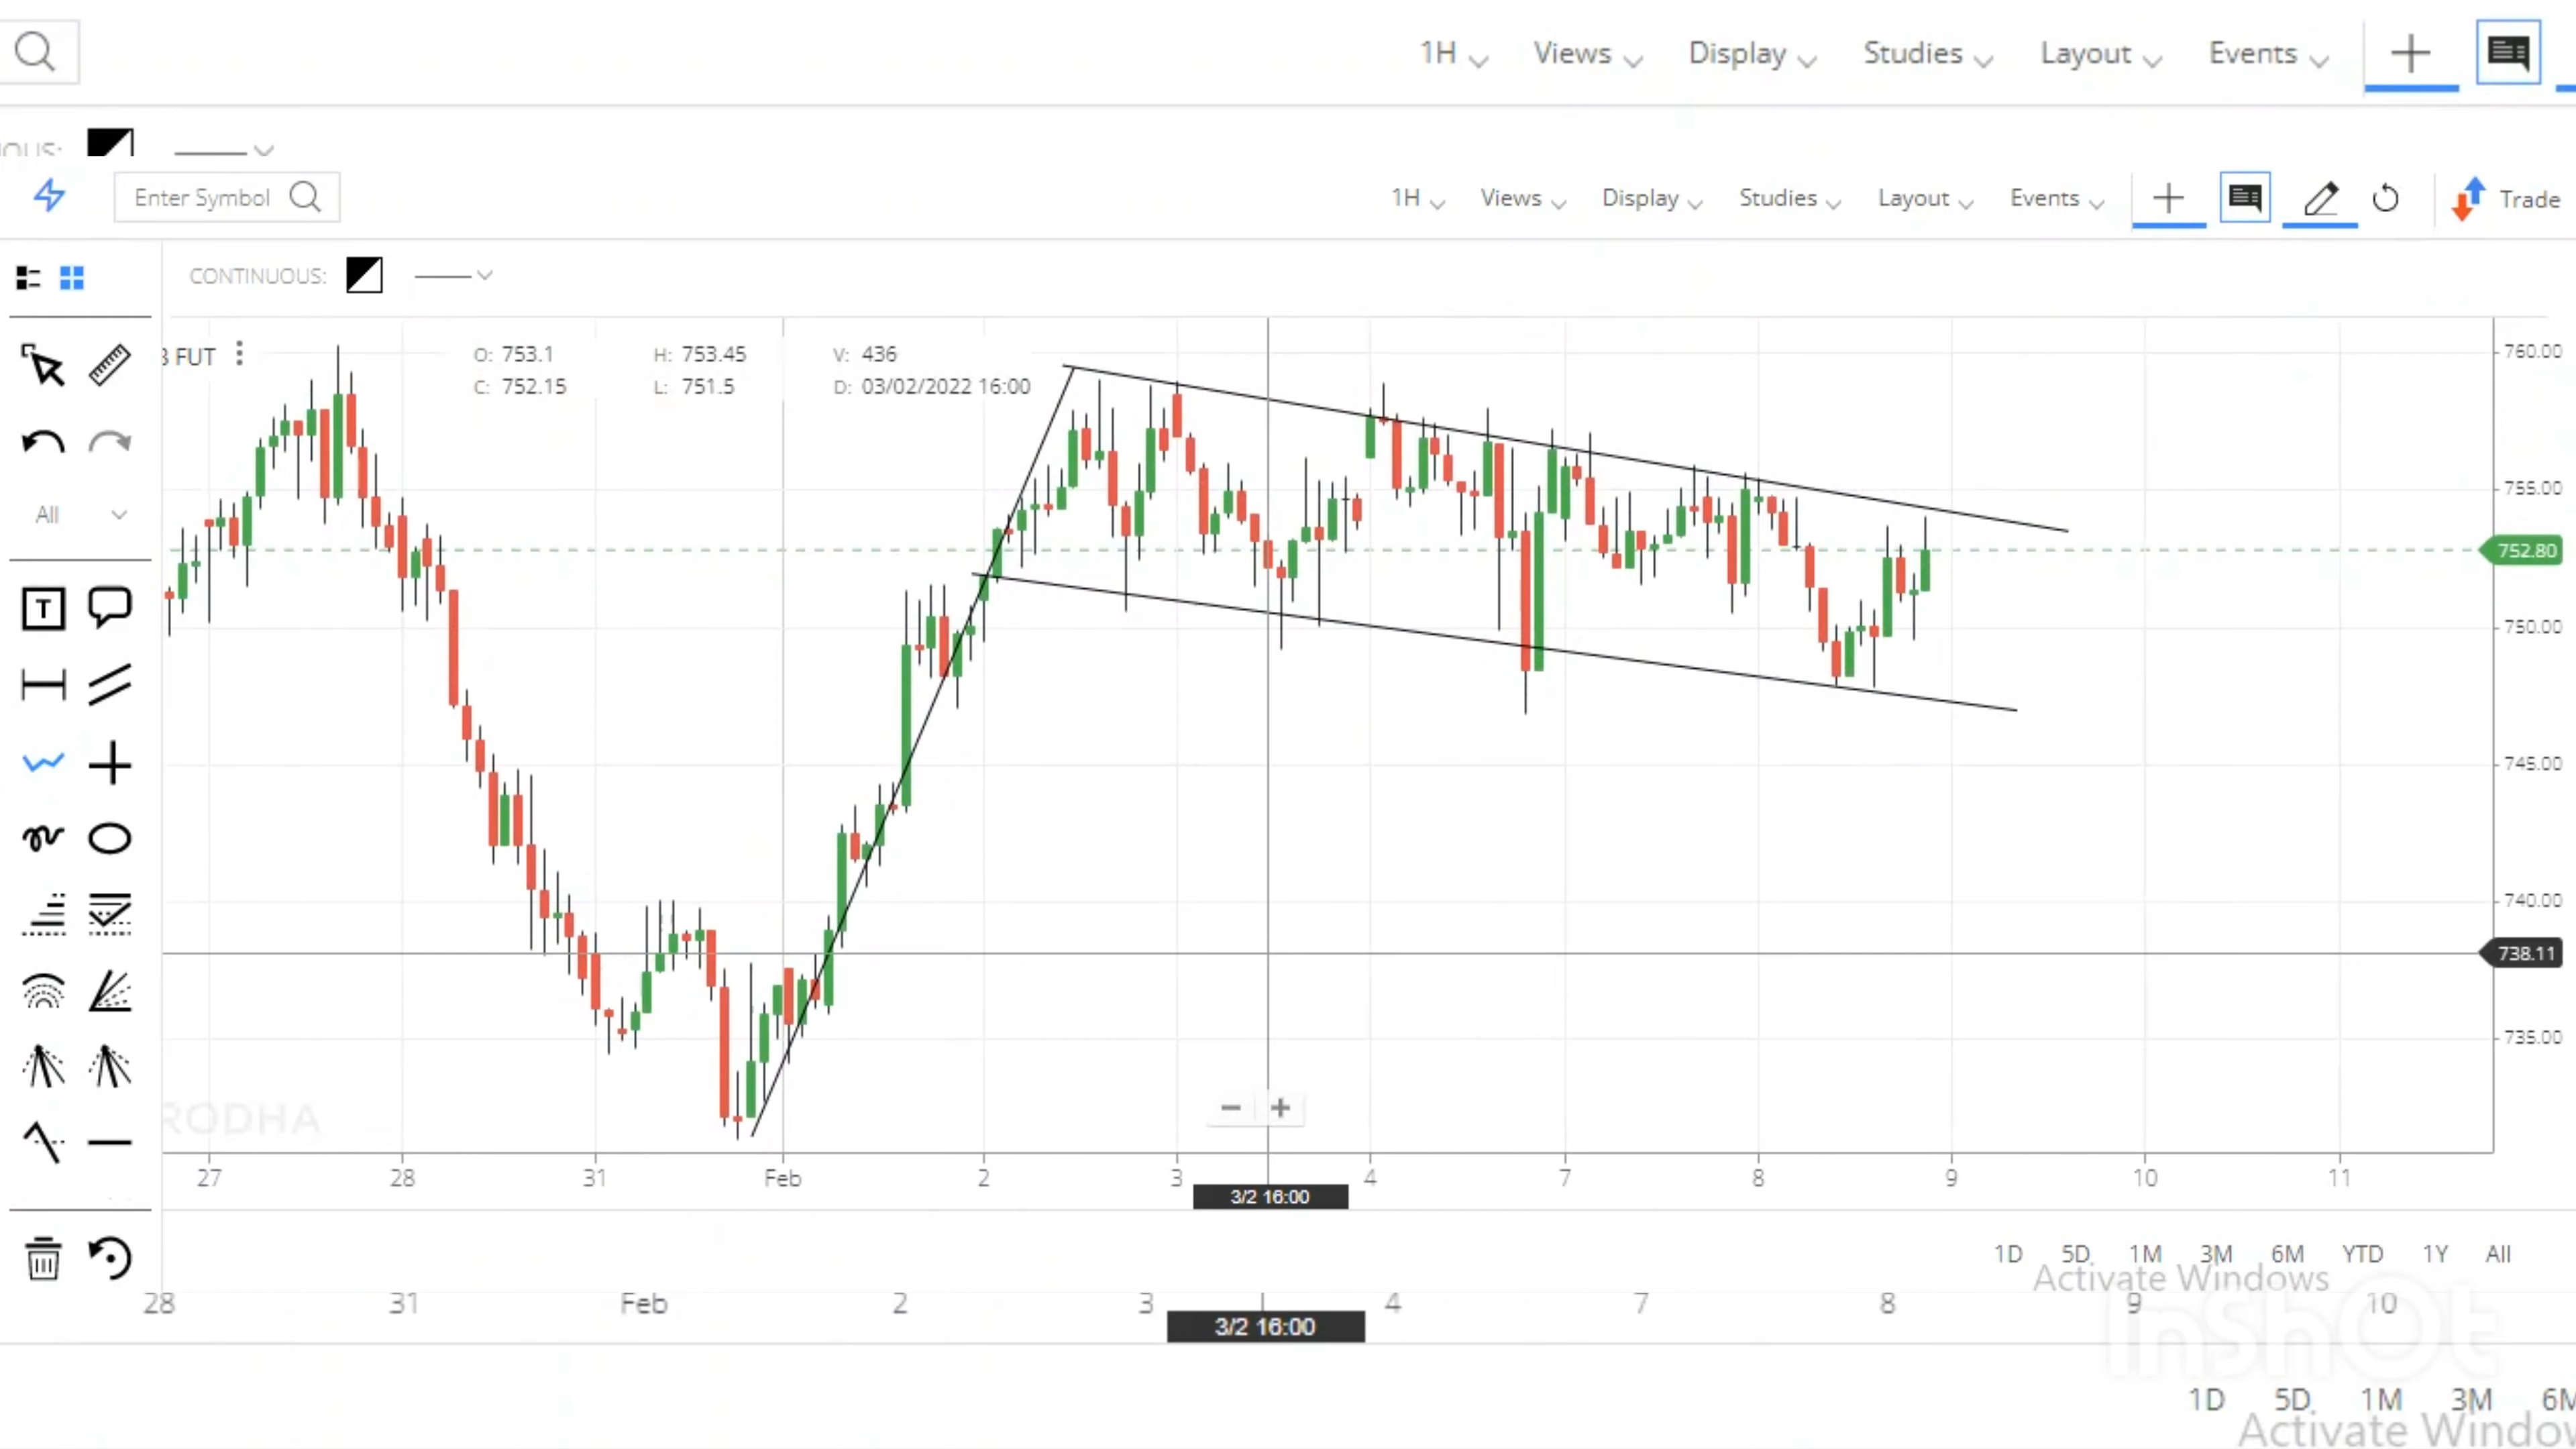 1H Views Display Studies Layout Events
Enter Symbol 1H Views Display Studies Layout Events Trade
CONTINUOUS:
FUT O: 753.1 H: 753.45 V: 436
C: 752.15 L: 751.5 D: 03/02/2022 16:00
All
T
760.00
755.00
752.80
750.00
745.00
740.00
738.11
735.00
27 28 31 Feb 2 3 4 7 8 9 10 11
3/2 16:00
1D 5D 1M 3M 6M YTD 1Y All
Activate Windows
28 31 Feb 2 3 4 7 8 9 10
3/2 16:00
InShOt
1D 5D 1M 3M 6M
Activate Windo